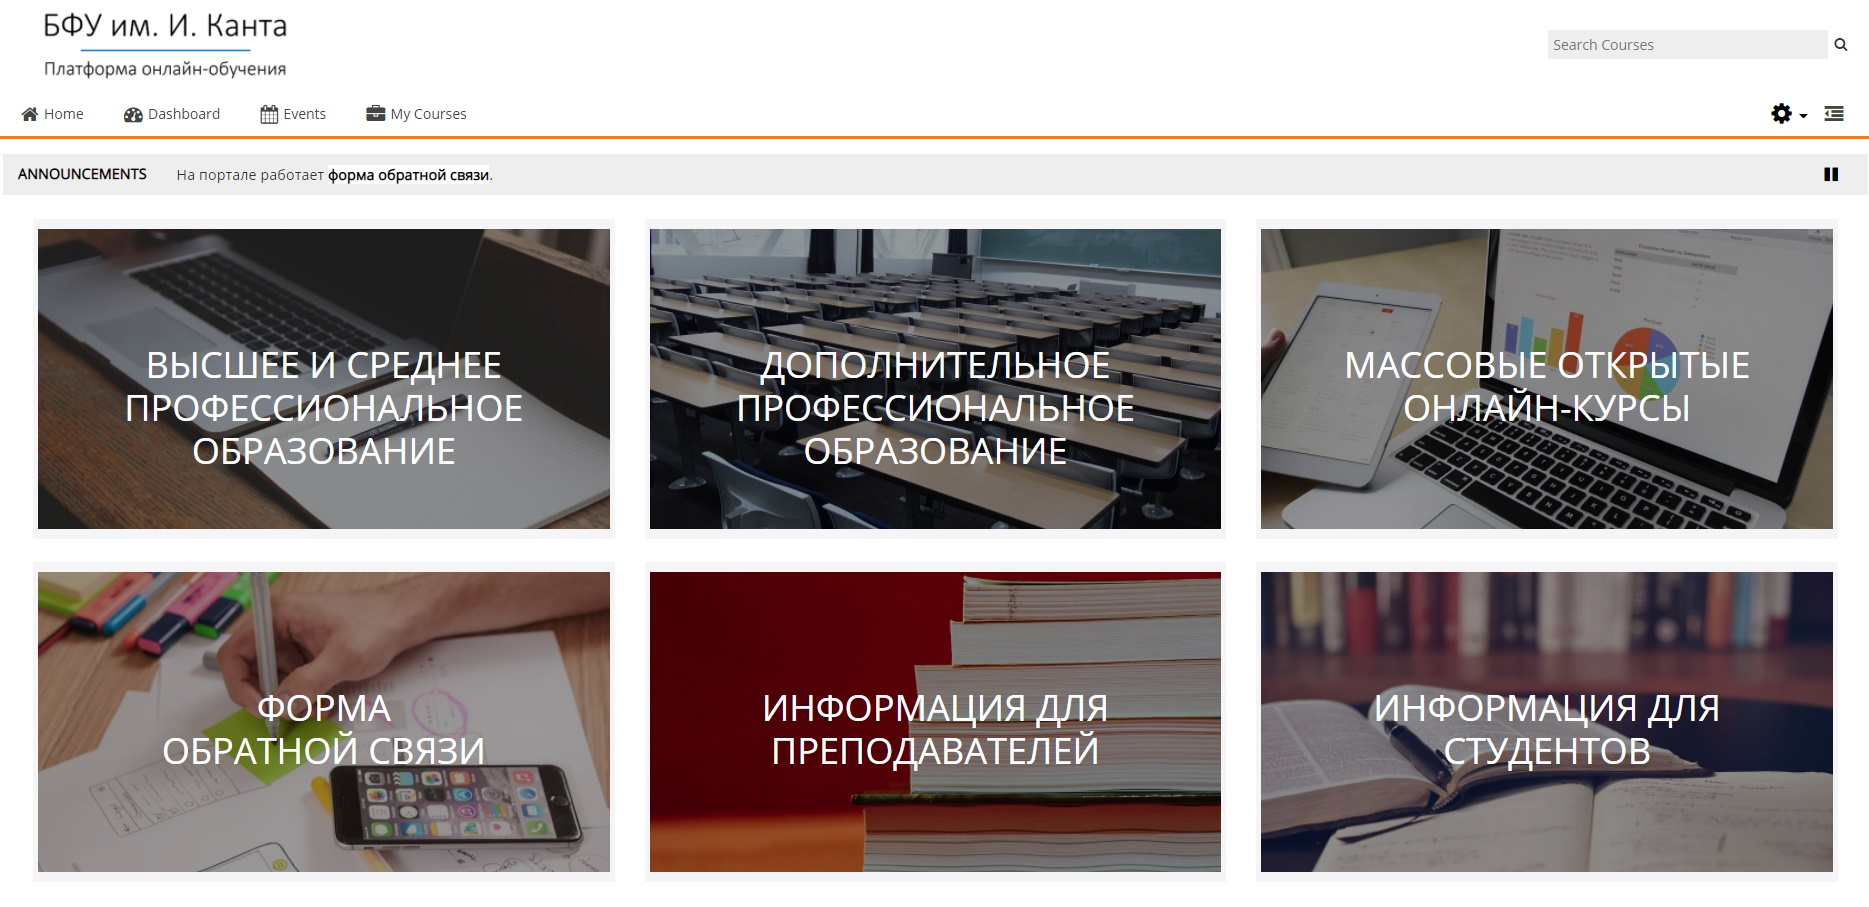 БФУ им. И. Канта
Платформа онлайн-обучения
Search Courses
Home Dashboard Events My Courses
ANNOUNCEMENTS На портале работает форма обратной связи.
ВЫСШЕЕ И СРЕДНЕЕ
ПРОФЕССИОНАЛЬНОЕ
ОБРАЗОВАНИЕ
ДОПОЛНИТЕЛЬНОЕ
ПРОФЕССИОНАЛЬНОЕ
ОБРАЗОВАНИЕ
МАССОВЫЕ ОТКРЫТЫЕ
ОНЛАЙН-КУРСЫ
ФОРМА
ОБРАТНОЙ СВЯЗИ
ИНФОРМАЦИЯ ДЛЯ
ПРЕПОДАВАТЕЛЕЙ
ИНФОРМАЦИЯ ДЛЯ
СТУДЕНТОВ